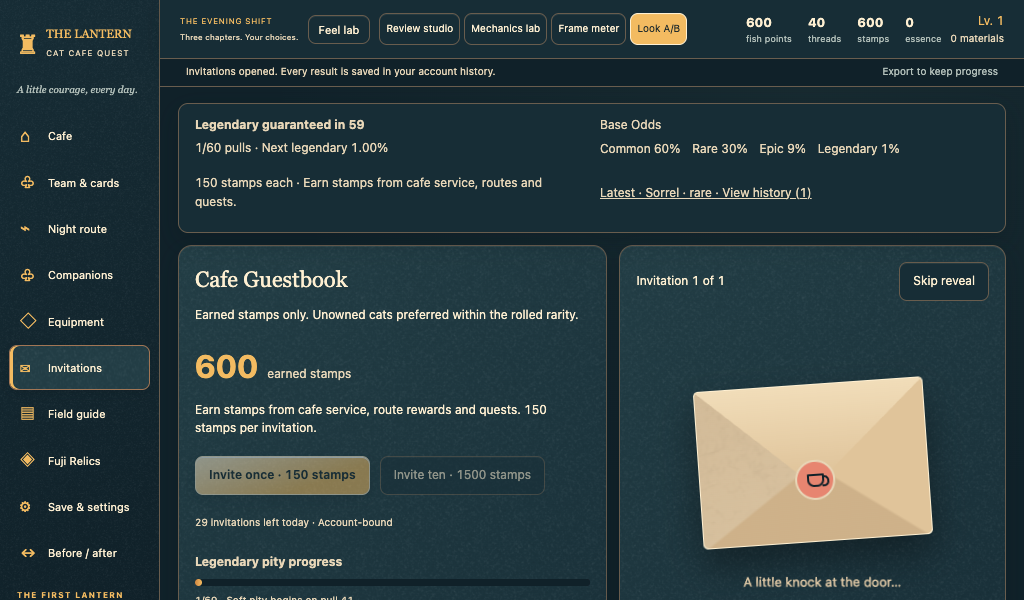 THE LANTERN
CAT CAFE QUEST
A little courage, every day.
Cafe
Team & cards
Night route
Companions
Equipment
Invitations
Field guide
Fuji Relics
Save & settings
Before / after
THE FIRST LANTERN
THE EVENING SHIFT
Three chapters. Your choices.
Feel lab
Review studio
Mechanics lab
Frame meter
Look A/B
600
fish points
40
threads
600
stamps
0
essence
Lv. 1
0 materials
Invitations opened. Every result is saved in your account history.
Export to keep progress
Legendary guaranteed in 59
1/60 pulls · Next legendary 1.00%
150 stamps each · Earn stamps from cafe service, routes and
quests.
Base Odds
Common 60% Rare 30% Epic 9% Legendary 1%
Latest · Sorrel · rare · View history (1)
Cafe Guestbook
Earned stamps only. Unowned cats preferred within the rolled rarity.
600 earned stamps
Earn stamps from cafe service, route rewards and quests. 150
stamps per invitation.
Invite once · 150 stamps
Invite ten · 1500 stamps
29 invitations left today · Account-bound
Legendary pity progress
1/60 · Soft pity begins on pull 41
Invitation 1 of 1
Skip reveal
A little knock at the door...